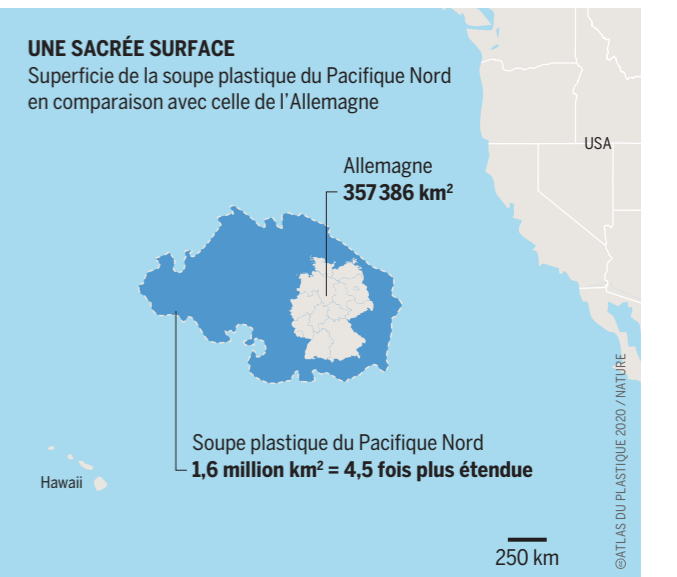 UNE SACRÉE SURFACE
Superficie de la soupe plastique du Pacifique Nord
en comparaison avec celle de l'Allemagne
USA
Allemagne
357 386 km²
Soupe plastique du Pacifique Nord
1,6 million km² = 4,5 fois plus étendue
Hawaii
250 km
©ATLAS DU PLASTIQUE 2020 / NATURE